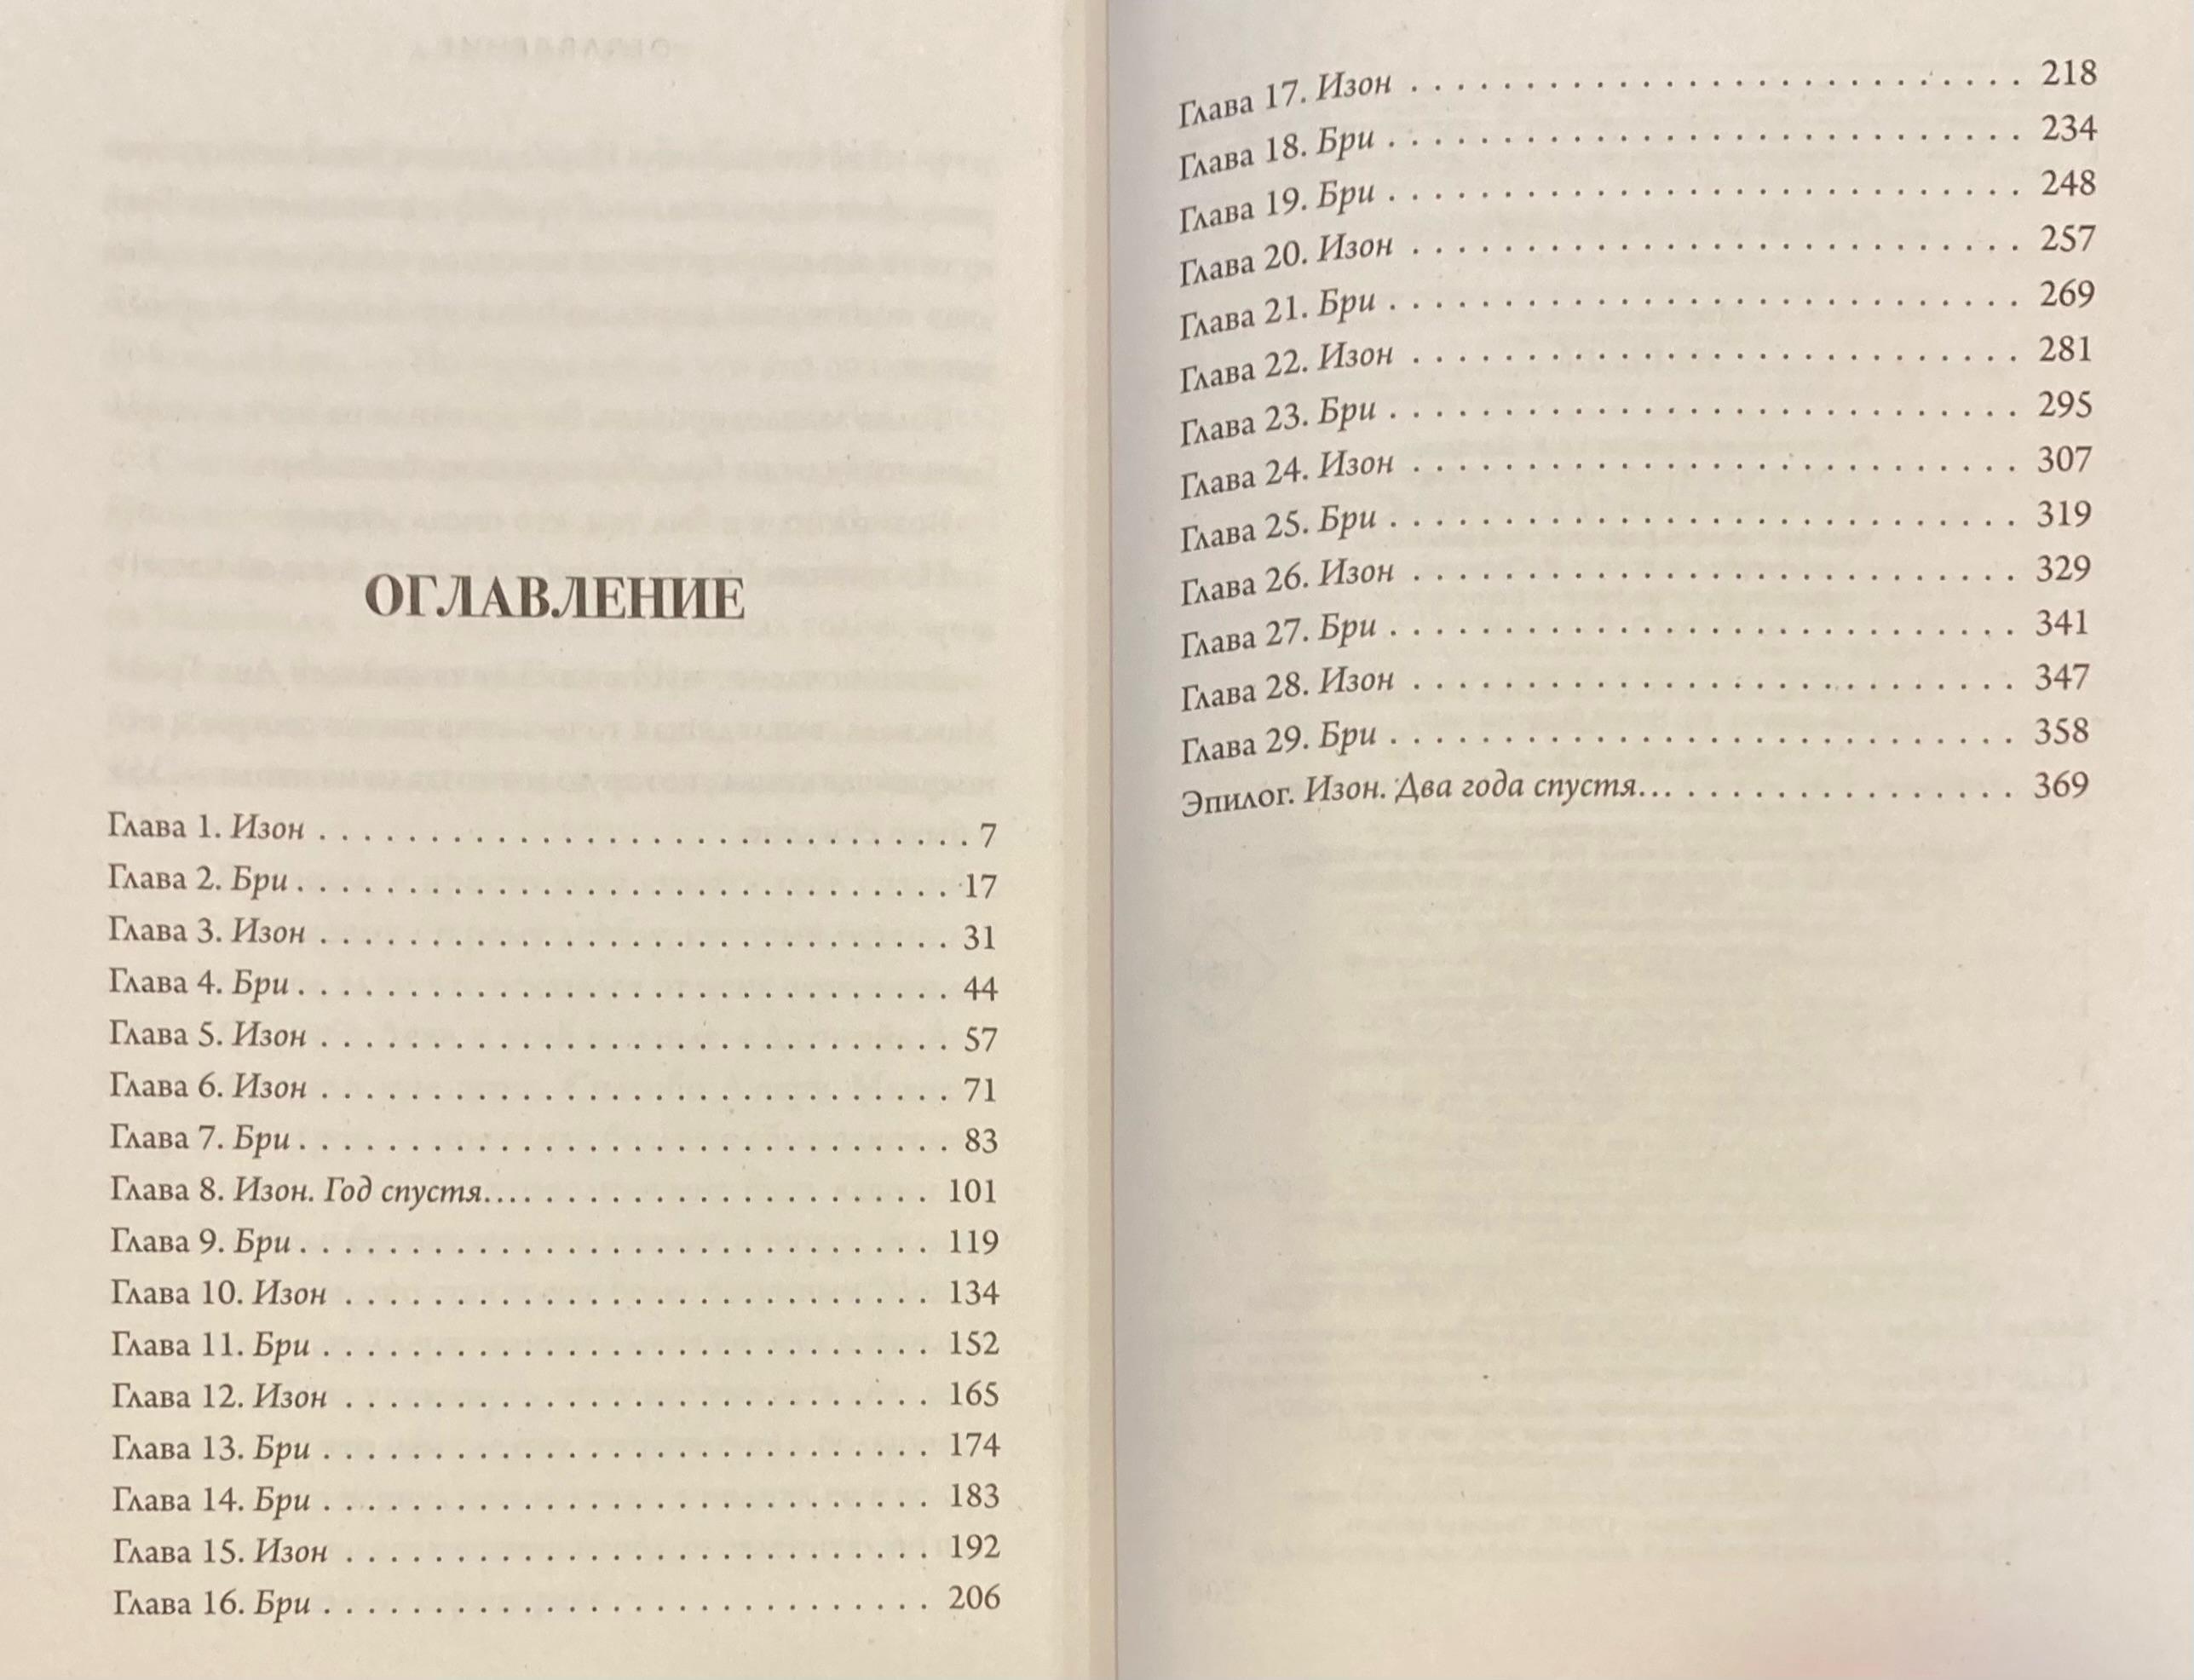 ОГЛАВЛЕНИЕ
Глава 1. Изон . . . . . . . . . . . . . . . . . . . . . . . . . . . . . 7
Глава 2. Бри . . . . . . . . . . . . . . . . . . . . . . . . . . . . . 17
Глава 3. Изон . . . . . . . . . . . . . . . . . . . . . . . . . . . . 31
Глава 4. Бри . . . . . . . . . . . . . . . . . . . . . . . . . . . . . 44
Глава 5. Изон . . . . . . . . . . . . . . . . . . . . . . . . . . . . 57
Глава 6. Изон . . . . . . . . . . . . . . . . . . . . . . . . . . . . 71
Глава 7. Бри . . . . . . . . . . . . . . . . . . . . . . . . . . . . . 83
Глава 8. Изон. Год спустя... . . . . . . . . . . . . . . . . . . . 101
Глава 9. Бри . . . . . . . . . . . . . . . . . . . . . . . . . . . . 119
Глава 10. Изон . . . . . . . . . . . . . . . . . . . . . . . . . . 134
Глава 11. Бри . . . . . . . . . . . . . . . . . . . . . . . . . . . 152
Глава 12. Изон . . . . . . . . . . . . . . . . . . . . . . . . . . 165
Глава 13. Бри . . . . . . . . . . . . . . . . . . . . . . . . . . . 174
Глава 14. Бри . . . . . . . . . . . . . . . . . . . . . . . . . . . 183
Глава 15. Изон . . . . . . . . . . . . . . . . . . . . . . . . . . 192
Глава 16. Бри . . . . . . . . . . . . . . . . . . . . . . . . . . . 206
Глава 17. Изон . . . . . . . . . . . . . . . . . . . . . . . . . . 218
Глава 18. Бри . . . . . . . . . . . . . . . . . . . . . . . . . . . 234
Глава 19. Бри . . . . . . . . . . . . . . . . . . . . . . . . . . . 248
Глава 20. Изон . . . . . . . . . . . . . . . . . . . . . . . . . . 257
Глава 21. Бри . . . . . . . . . . . . . . . . . . . . . . . . . . . 269
Глава 22. Изон . . . . . . . . . . . . . . . . . . . . . . . . . . 281
Глава 23. Бри . . . . . . . . . . . . . . . . . . . . . . . . . . . 295
Глава 24. Изон . . . . . . . . . . . . . . . . . . . . . . . . . . 307
Глава 25. Бри . . . . . . . . . . . . . . . . . . . . . . . . . . . 319
Глава 26. Изон . . . . . . . . . . . . . . . . . . . . . . . . . . 329
Глава 27. Бри . . . . . . . . . . . . . . . . . . . . . . . . . . . 341
Глава 28. Изон . . . . . . . . . . . . . . . . . . . . . . . . . . 347
Глава 29. Бри . . . . . . . . . . . . . . . . . . . . . . . . . . . 358
Эпилог. Изон. Два года спустя... . . . . . . . . . . . . . . . 369